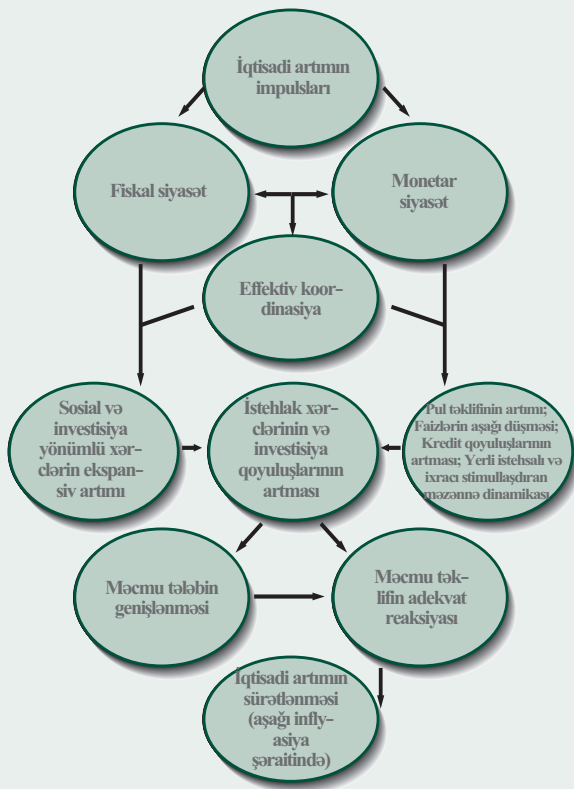 İqtisadi artımın
impulsları
Fiskal siyasət
Monetar
siyasət
Effektiv koor-
dinasiya
Sosial və
investisiya
yönümlü xər-
clərin ekspan-
siv artımı
İstehlak xər-
clərinin və
investisiya
qoyuluşlarının
artması
Pul təklifinin artımı;
Faizlərin aşağı düşməsi;
Kredit qoyuluşlarının
artması; Yerli istehsalı və
ixracı stimullaşdıran
məzənnə dinamikası
Məcmu tələbin
genişlənməsi
Məcmu tək-
lifin adekvat
reaksiyası
İqtisadi artımın
sürətlənməsi
(aşağı infly-
asiya
şəraitində)